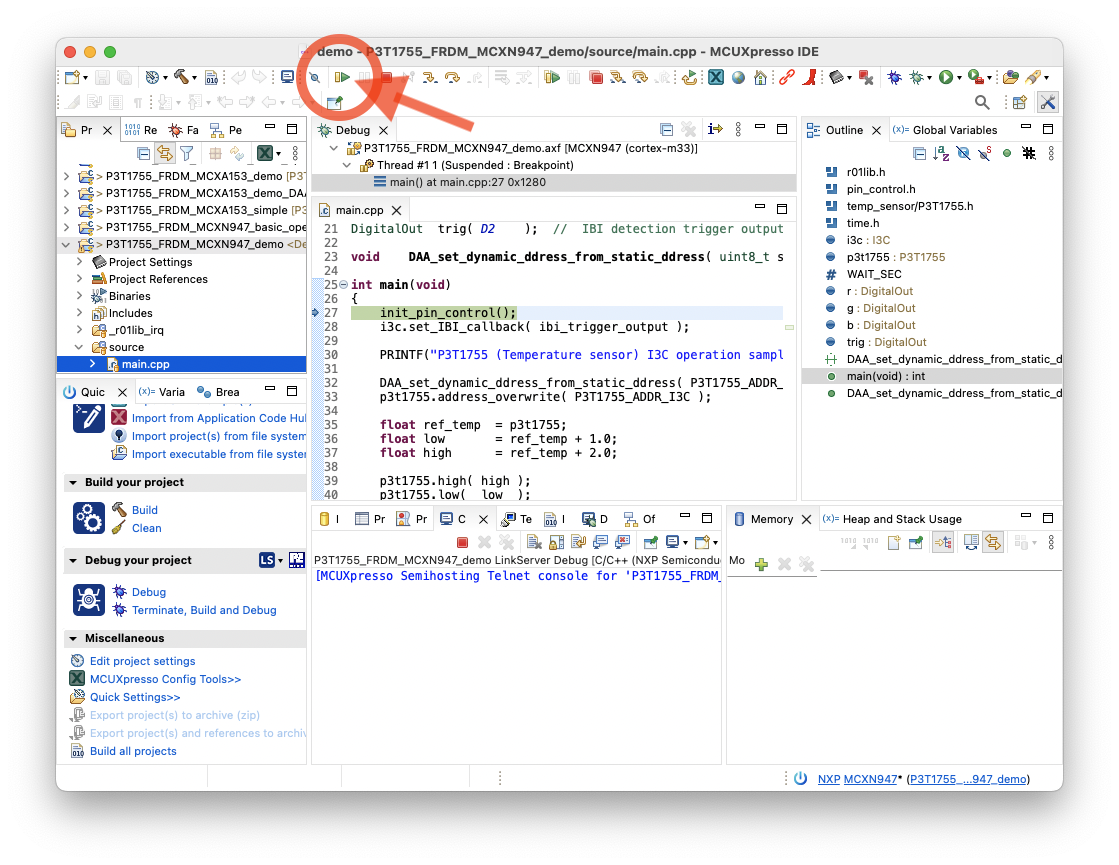 demo - P3T1755_FRDM_MCXN947_demo/source/main.cpp - MCUXpresso IDE
Pr
Re
Fa
Pe
P3T1755_FRDM_MCXA153_demo [P3T
P3T1755_FRDM_MCXA153_demo_DAA
P3T1755_FRDM_MCXA153_simple [P3
P3T1755_FRDM_MCXN947_basic_ope
P3T1755_FRDM_MCXN947_demo <De
Project Settings
Project References
Binaries
Includes
_r01lib_irq
source
main.cpp
Debug
P3T1755_FRDM_MCXN947_demo.axf [MCXN947 (cortex-m33)]
Thread #1 1 (Suspended : Breakpoint)
main() at main.cpp:27 0x1280
main.cpp
21 DigitalOut  trig( D2    );  //  IBI detection trigger output
22
23 void    DAA_set_dynamic_ddress_from_static_ddress( uint8_t s
24
25 int main(void)
26 {
27     init_pin_control();
28     i3c.set_IBI_callback( ibi_trigger_output );
29
30     PRINTF("P3T1755 (Temperature sensor) I3C operation sampl
31
32     DAA_set_dynamic_ddress_from_static_ddress( P3T1755_ADDR_
33     p3t1755.address_overwrite( P3T1755_ADDR_I3C );
34
35     float ref_temp  = p3t1755;
36     float low       = ref_temp + 1.0;
37     float high      = ref_temp + 2.0;
38
39     p3t1755.high( high );
40     p3t1755.low(  low  );
Outline
(x)= Global Variables
r01lib.h
pin_control.h
temp_sensor/P3T1755.h
time.h
i3c : I3C
p3t1755 : P3T1755
WAIT_SEC
r : DigitalOut
g : DigitalOut
b : DigitalOut
trig : DigitalOut
DAA_set_dynamic_ddress_from_static_d
main(void) : int
DAA_set_dynamic_ddress_from_static_d
Quic
(x)= Varia
Brea
Import from Application Code Hu
Import project(s) from file system
Import executable from file syster
Build your project
Build
Clean
Debug your project
LS
Debug
Terminate, Build and Debug
Miscellaneous
Edit project settings
MCUXpresso Config Tools>>
Quick Settings>>
Export project(s) to archive (zip)
Export project(s) and references to archiv
Build all projects
I
Pr
Pr
C
Te
I
D
Of
P3T1755_FRDM_MCXN947_demo LinkServer Debug [C/C++ (NXP Semicondu
[MCUXpresso Semihosting Telnet console for 'P3T1755_FRDM_
Memory
(x)= Heap and Stack Usage
Mo
NXP MCXN947* (P3T1755_...947_demo)